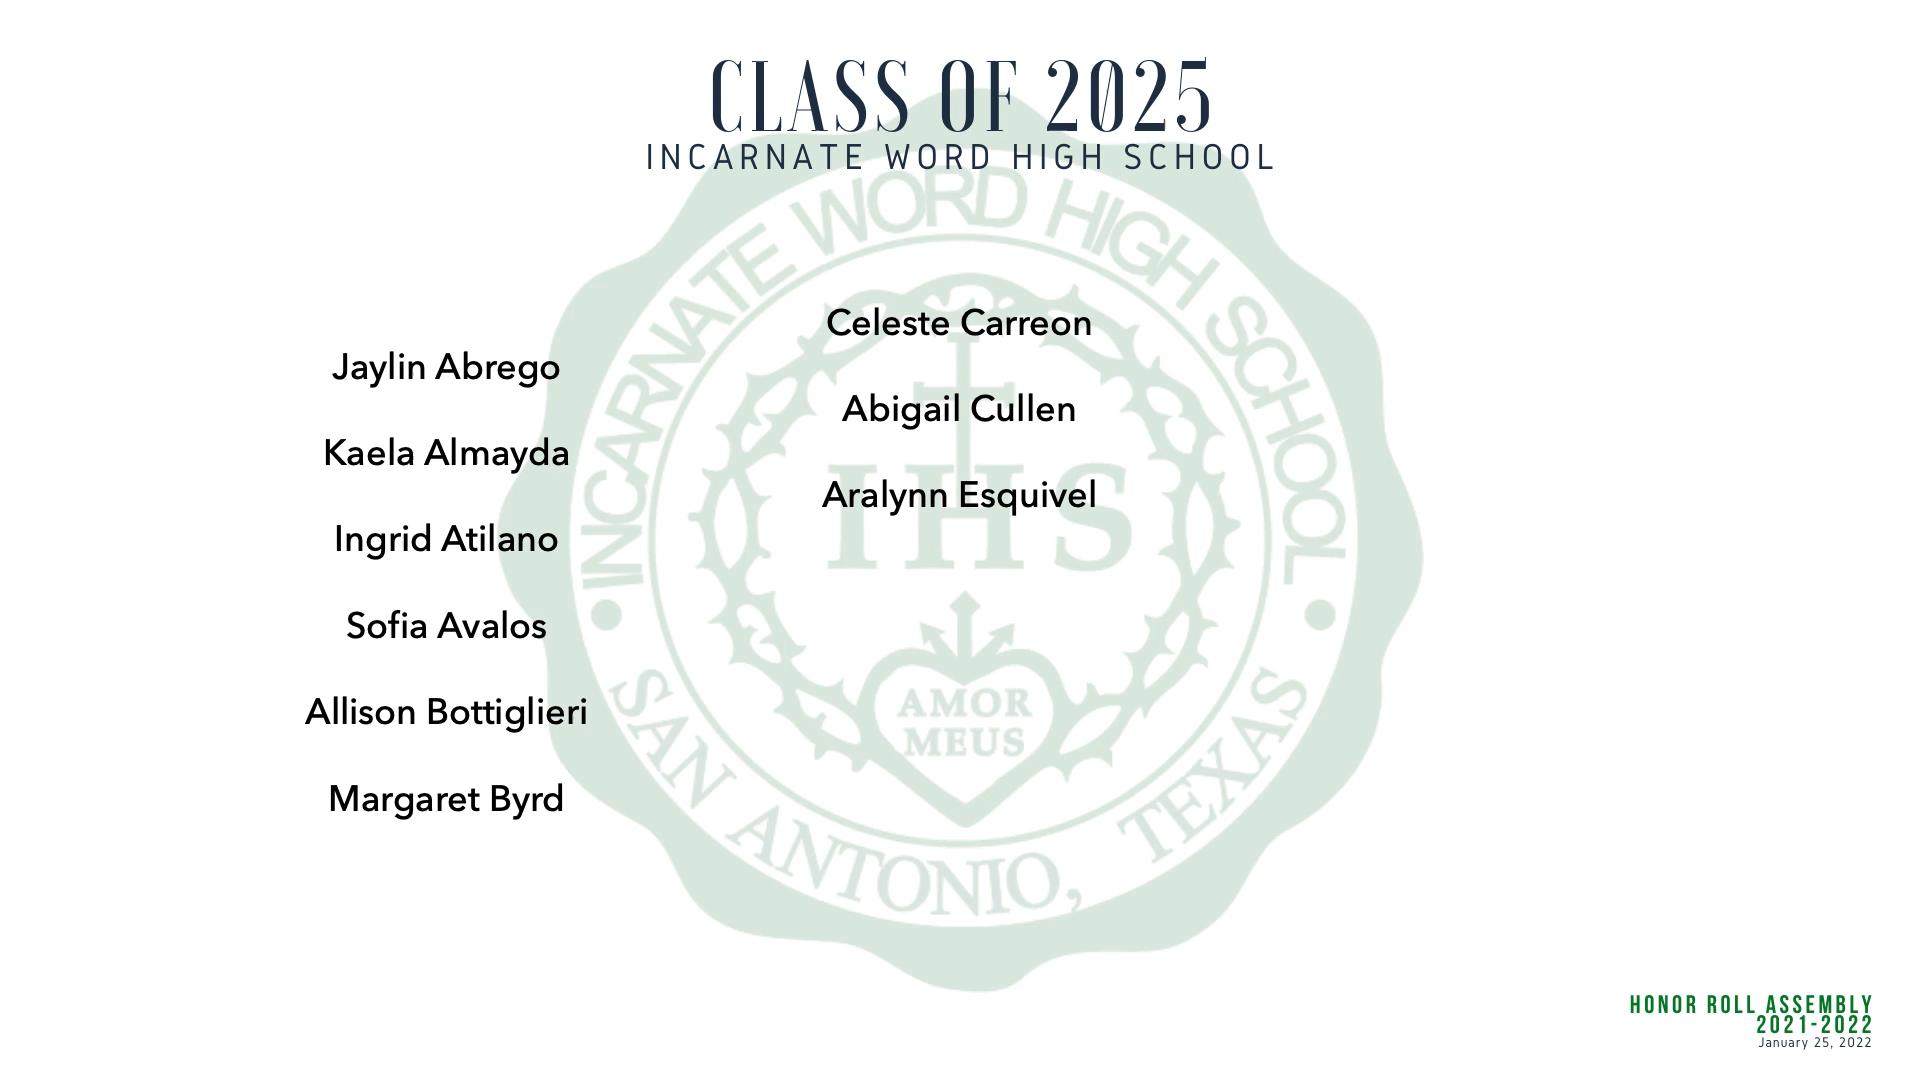 CLASS OF 2025
INCARNATE WORD HIGH SCHOOL
Jaylin Abrego
Kaela Almayda
Ingrid Atilano
Sofia Avalos
Allison Bottiglieri
Margaret Byrd
Celeste Carreon
Abigail Cullen
Aralynn Esquivel
INCARNATE WORD HIGH SCHOOL
IHS
AMOR
MEUS
SAN ANTONIO, TEXAS
HONOR ROLL ASSEMBLY
2021-2022
January 25, 2022